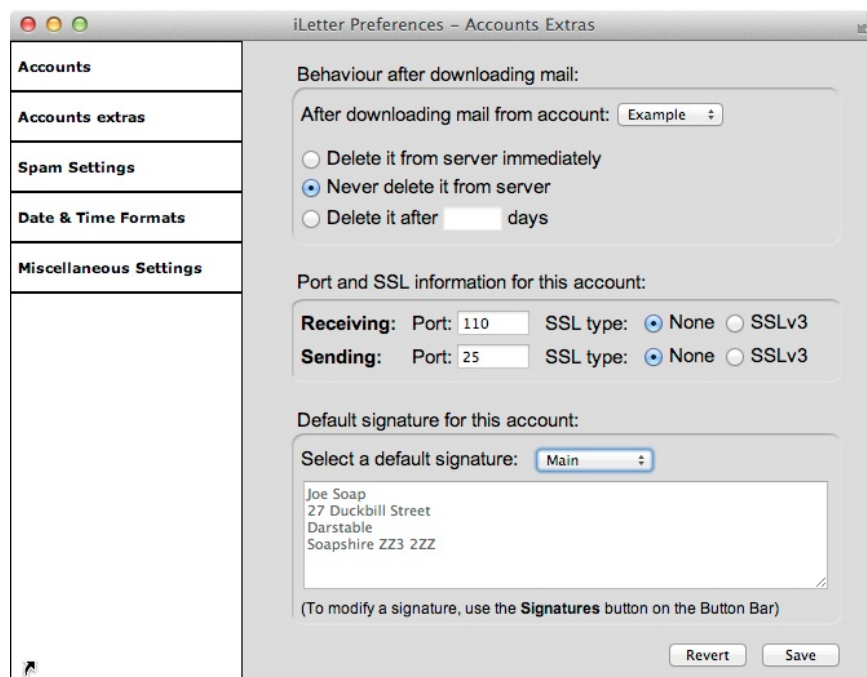 iLetter Preferences – Accounts Extras
Accounts
Accounts extras
Spam Settings
Date & Time Formats
Miscellaneous Settings
Behaviour after downloading mail:
After downloading mail from account: Example
Delete it from server immediately
Never delete it from server
Delete it after days
Port and SSL information for this account:
Receiving: Port: 110 SSL type: None SSLv3
Sending: Port: 25 SSL type: None SSLv3
Default signature for this account:
Select a default signature: Main
Joe Soap
27 Duckbill Street
Darstable
Soapshire ZZ3 2ZZ
(To modify a signature, use the Signatures button on the Button Bar)
Revert Save